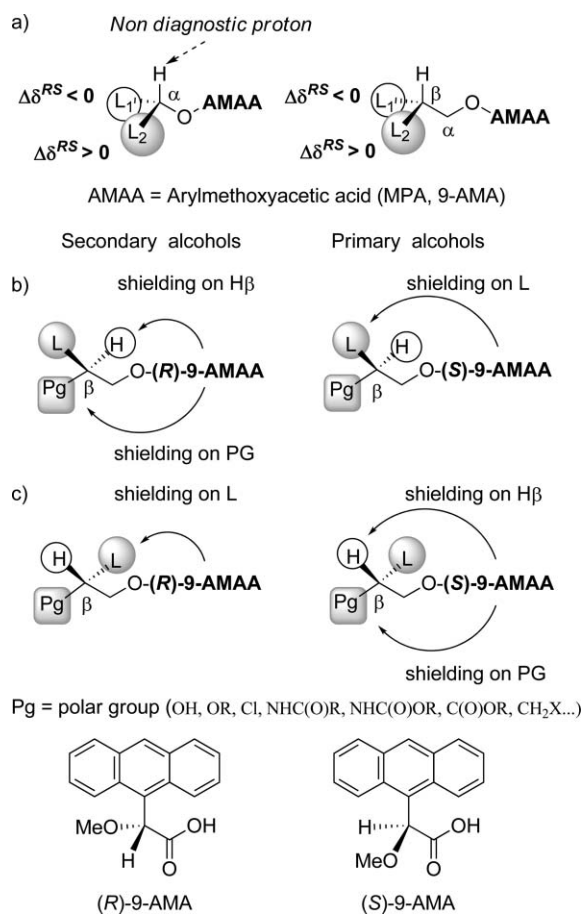 a)
Non diagnostic proton
H
Δδ^RS < 0 L₁' α AMAA
L₂ O
Δδ^RS > 0
H
Δδ^RS < 0 L₁' β O
L₂ α AMAA
Δδ^RS > 0
AMAA = Arylmethoxyacetic acid (MPA, 9-AMA)
Secondary alcohols Primary alcohols
b)
shielding on Hβ shielding on L
L H
O-(R)-9-AMAA
Pg β
shielding on PG
L H
O-(S)-9-AMAA
Pg β
c)
shielding on L shielding on Hβ
H L
O-(R)-9-AMAA
Pg β
H L
O-(S)-9-AMAA
Pg β
shielding on PG
Pg = polar group (OH, OR, Cl, NHC(O)R, NHC(O)OR, C(O)OR, CH₂X...)
MeO OH
H O
(R)-9-AMA
H OH
MeO O
(S)-9-AMA